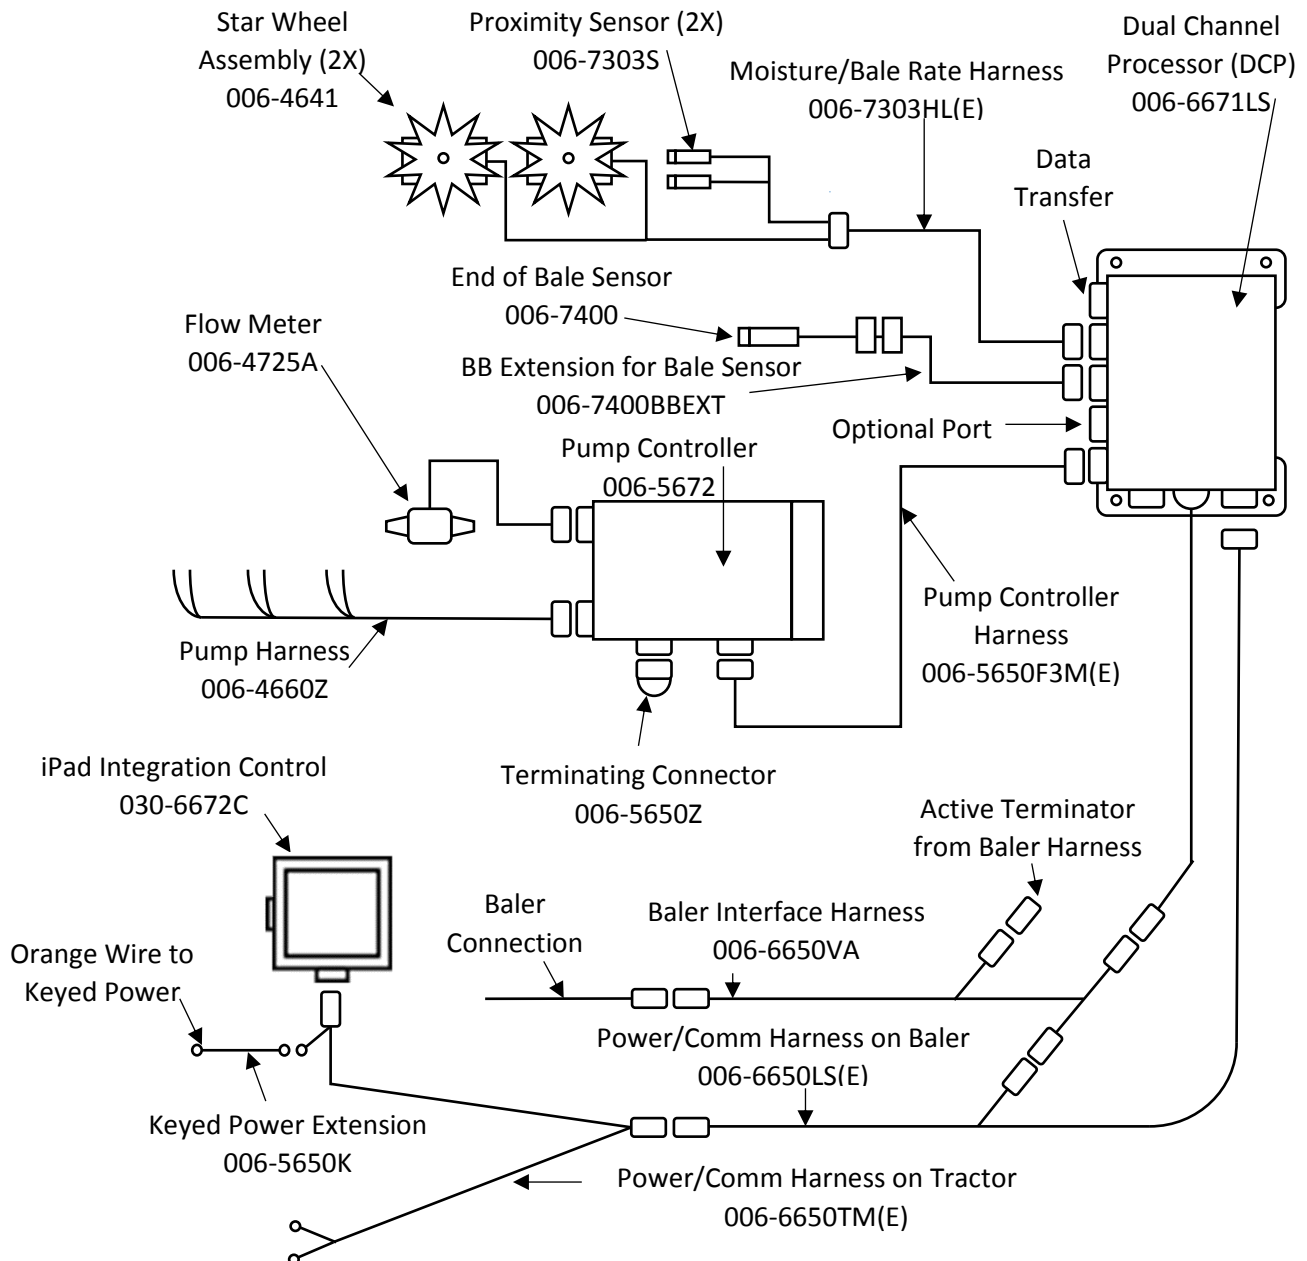 Star Wheel
Assembly (2X)
006-4641
Proximity Sensor (2X)
006-7303S
Moisture/Bale Rate Harness
006-7303HL(E)
Dual Channel
Processor (DCP)
006-6671LS
Data
Transfer
End of Bale Sensor
006-7400
Flow Meter
006-4725A
BB Extension for Bale Sensor
006-7400BBEXT
Optional Port
Pump Controller
006-5672
Pump Controller
Harness
006-5650F3M(E)
Pump Harness
006-4660Z
Terminating Connector
006-5650Z
iPad Integration Control
030-6672C
Active Terminator
from Baler Harness
Baler
Connection
Baler Interface Harness
006-6650VA
Orange Wire to
Keyed Power
Power/Comm Harness on Baler
006-6650LS(E)
Keyed Power Extension
006-5650K
Power/Comm Harness on Tractor
006-6650TM(E)